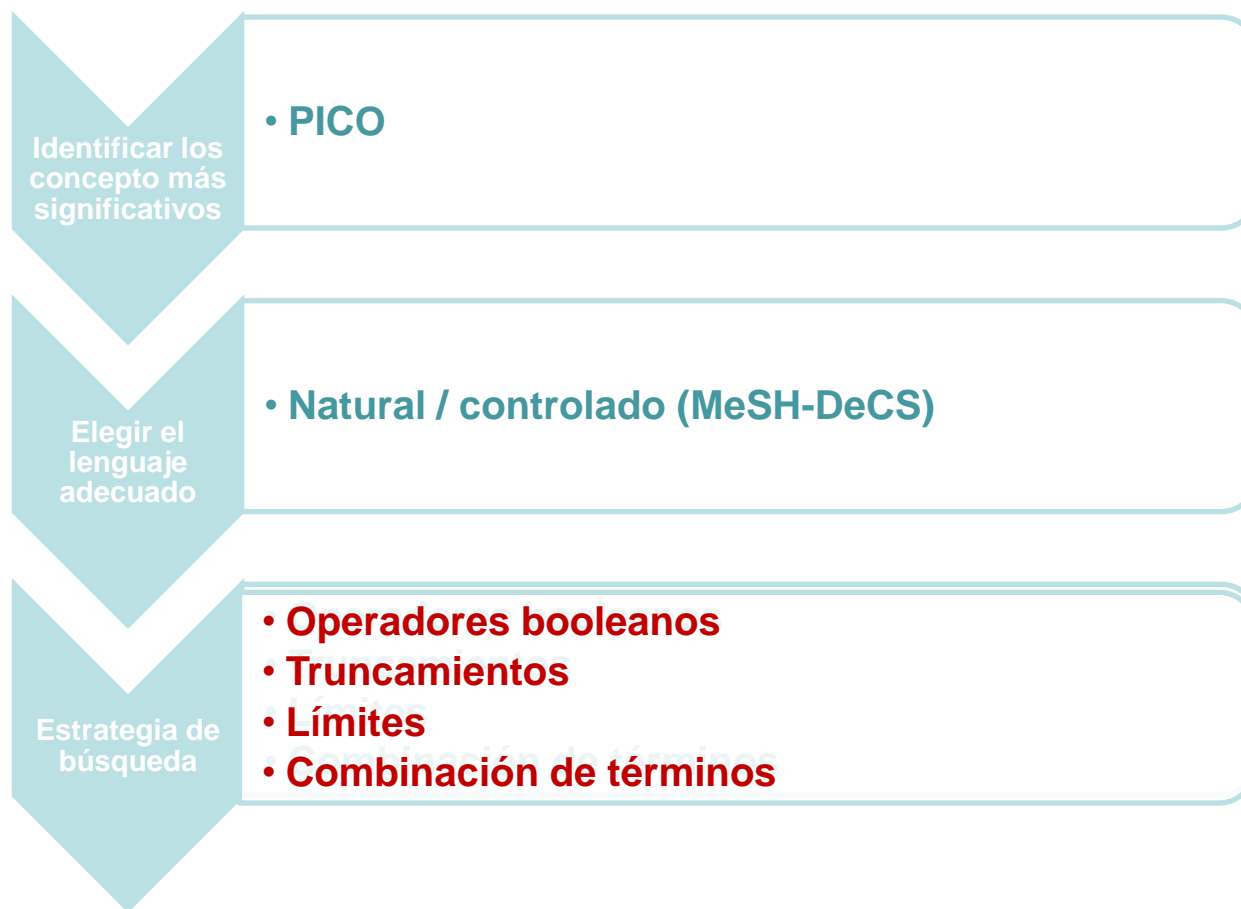 Identificar los
concepto más
significativos
• PICO
Elegir el
lenguaje
adecuado
• Natural / controlado (MeSH-DeCS)
Estrategia de
búsqueda
• Operadores booleanos
• Truncamientos
• Límites
• Combinación de términos